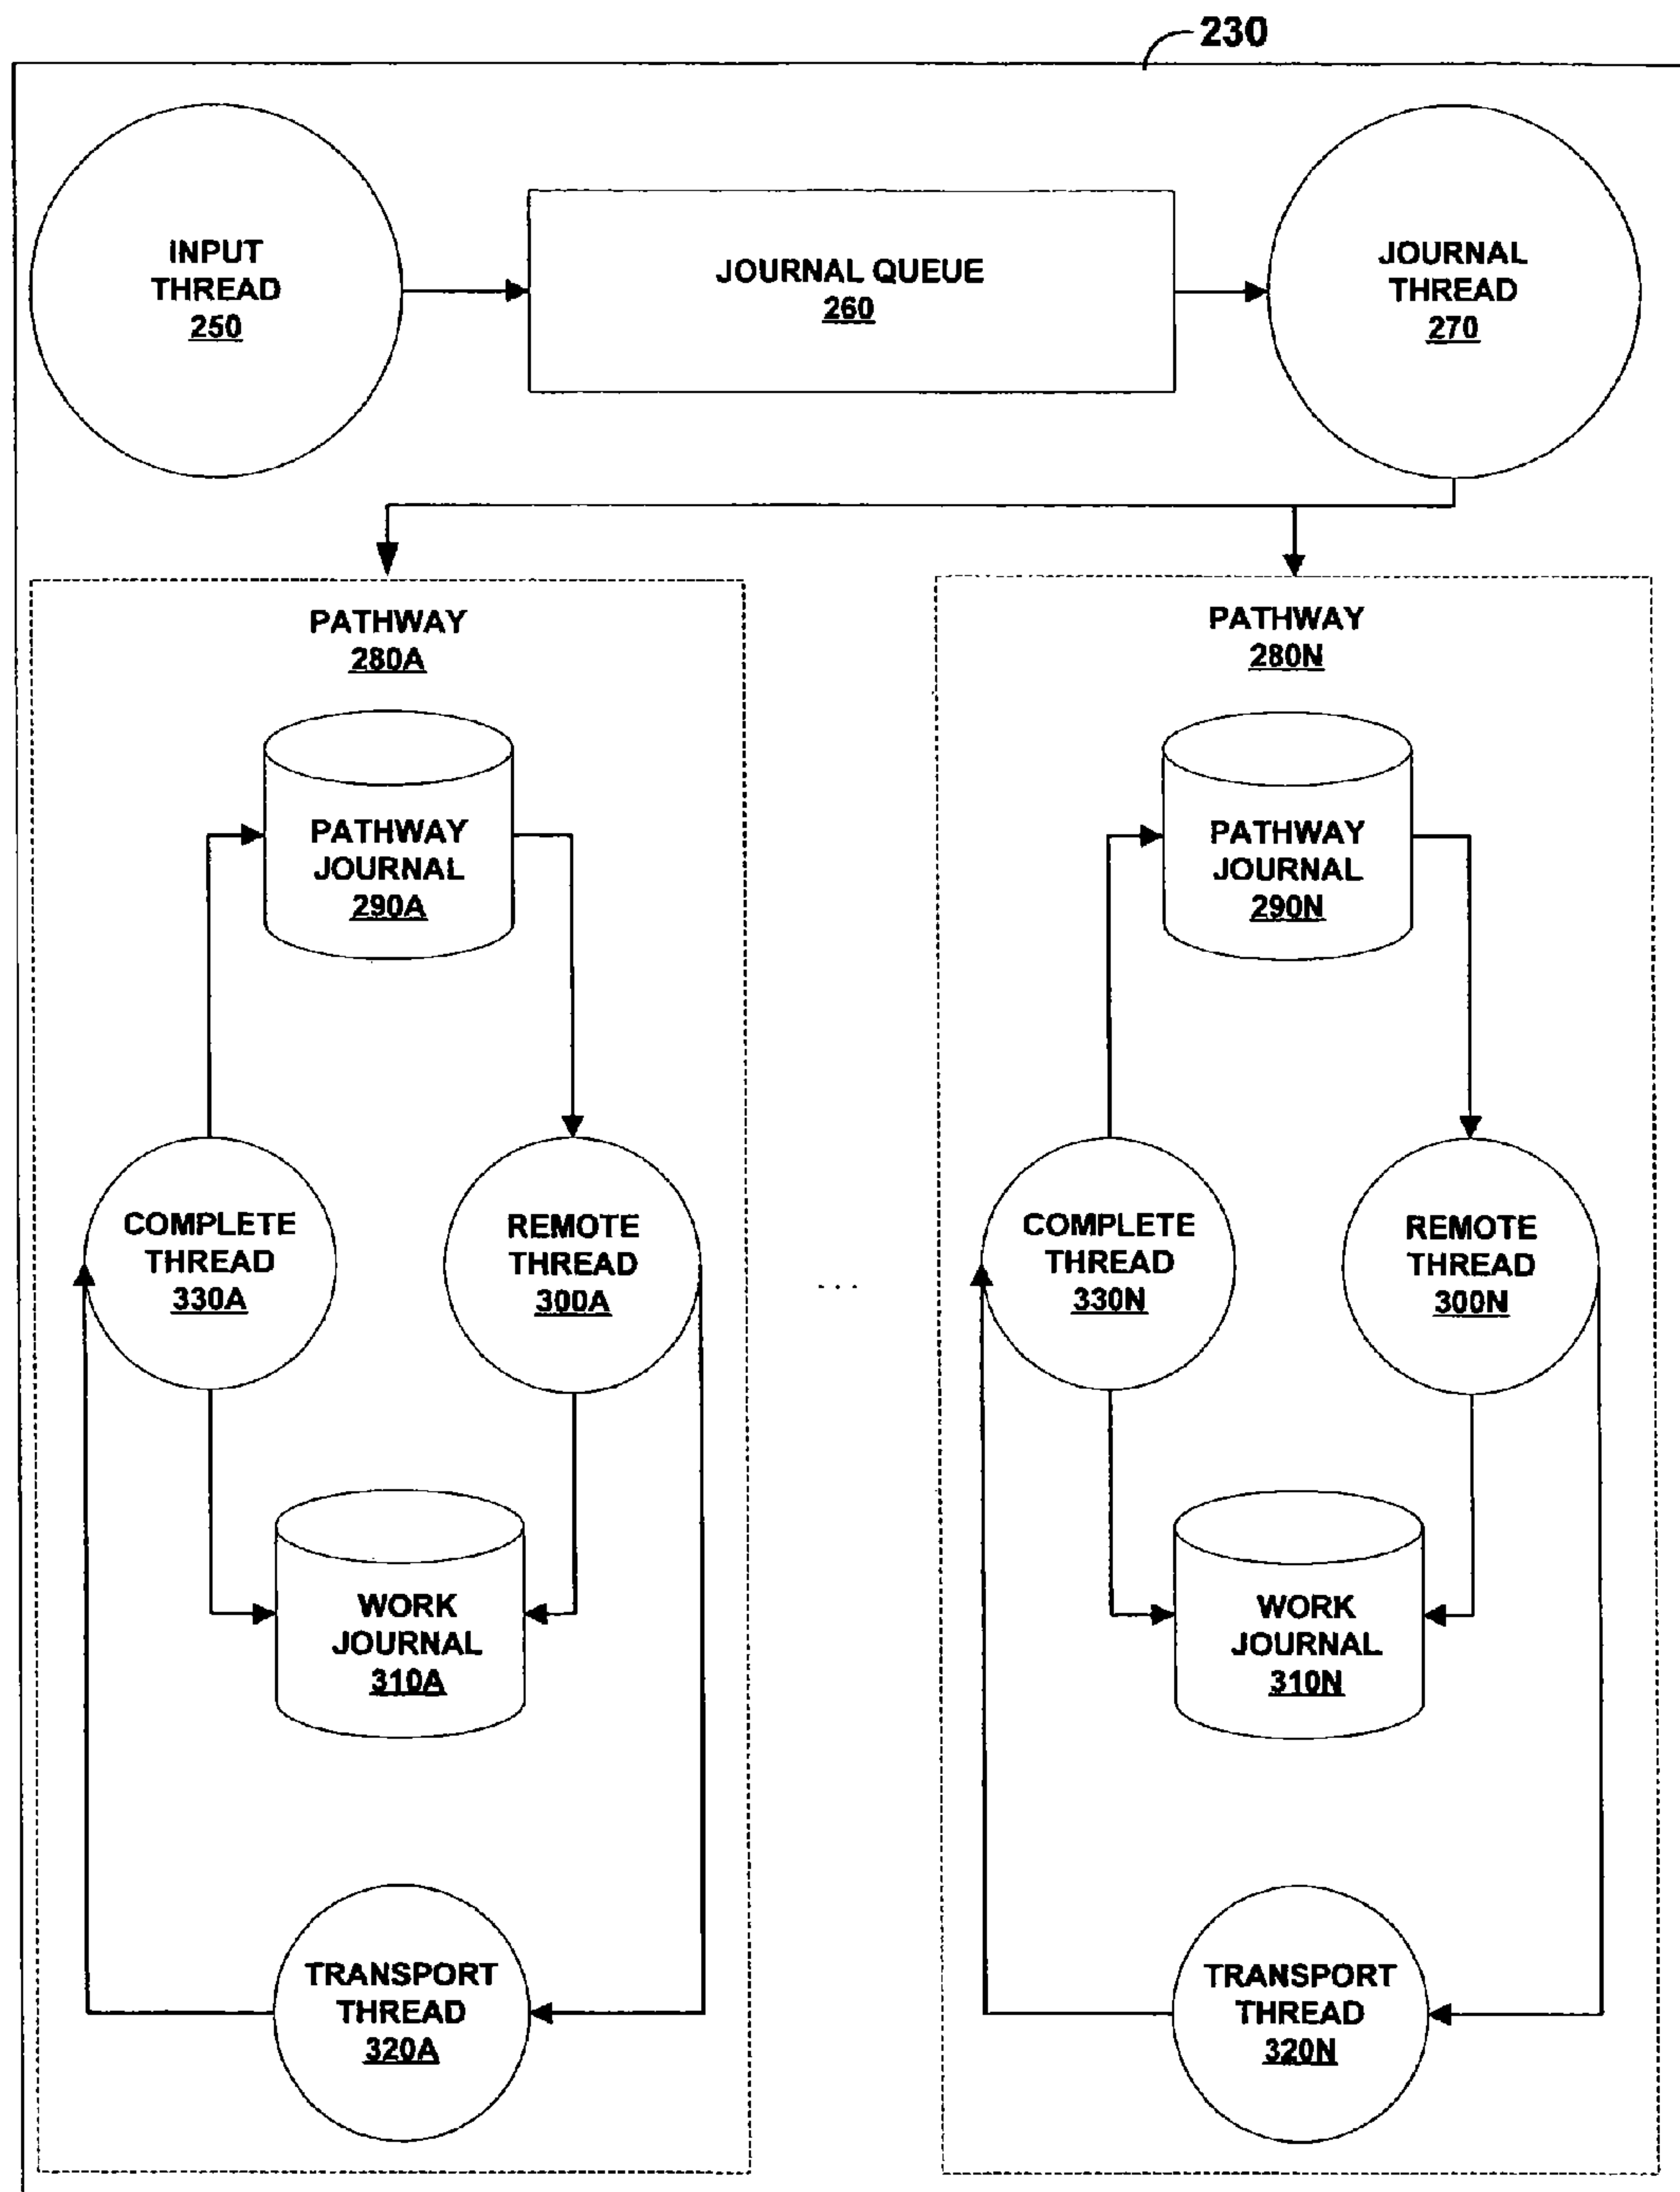 230
INPUT
THREAD
250
JOURNAL QUEUE
260
JOURNAL
THREAD
270
PATHWAY
280A
PATHWAY
JOURNAL
290A
COMPLETE
THREAD
330A
REMOTE
THREAD
300A
WORK
JOURNAL
310A
TRANSPORT
THREAD
320A
...
PATHWAY
280N
PATHWAY
JOURNAL
290N
COMPLETE
THREAD
330N
REMOTE
THREAD
300N
WORK
JOURNAL
310N
TRANSPORT
THREAD
320N